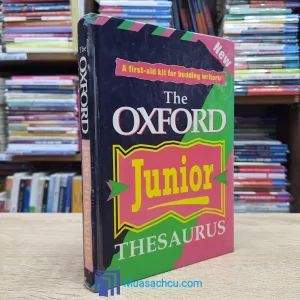 New
A first-aid kit for budding writers!
The
OXFORD
Junior
THESAURUS
The
OXFORD
Muasachcu.com